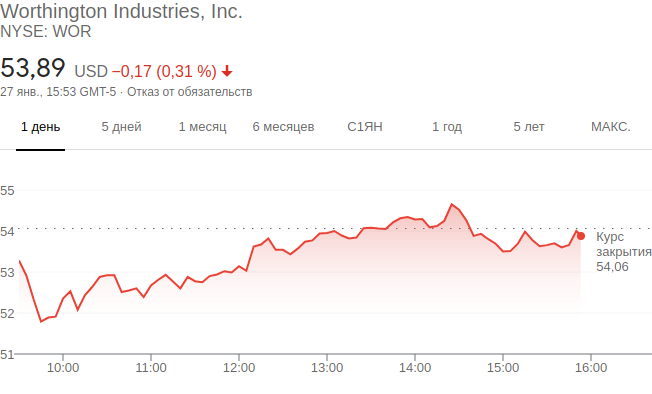 Worthington Industries, Inc.
NYSE: WOR
53,89 USD −0,17 (0,31 %)
27 янв., 15:53 GMT-5 · Отказ от обязательств
1 день 5 дней 1 месяц 6 месяцев С1ЯН 1 год 5 лет МАКС.
55
54
53
52
51
Курс
закрытия
54,06
10:00 11:00 12:00 13:00 14:00 15:00 16:00